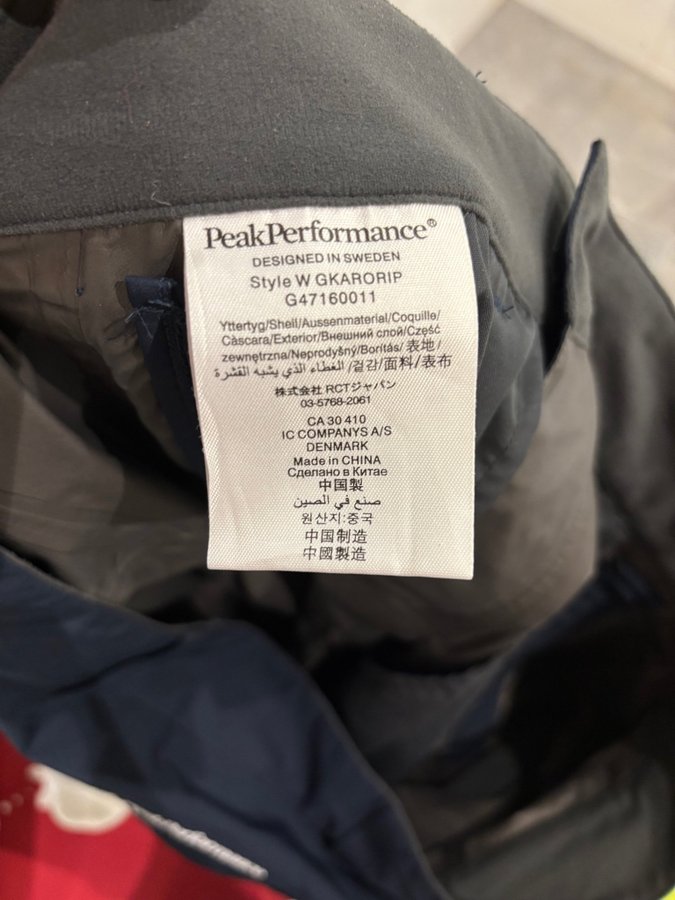 PeakPerformance®
DESIGNED IN SWEDEN
Style W GKARORIP
G47160011
Yttertyg/Shell/Aussenmaterial/Coquille/
Càscara/Exterior/Внешний слой/Część
zewnętrzna/Neprodyšný/Borítás/表地/
겉감/面料/表布/الغطاء الذي يشبه القشرة
株式会社 RCTジャパン
03-5768-2061
CA 30 410
IC COMPANYS A/S
DENMARK
Made in CHINA
Сделано в Китае
中国製
صنع في الصين
원산지:중국
中国制造
中國製造